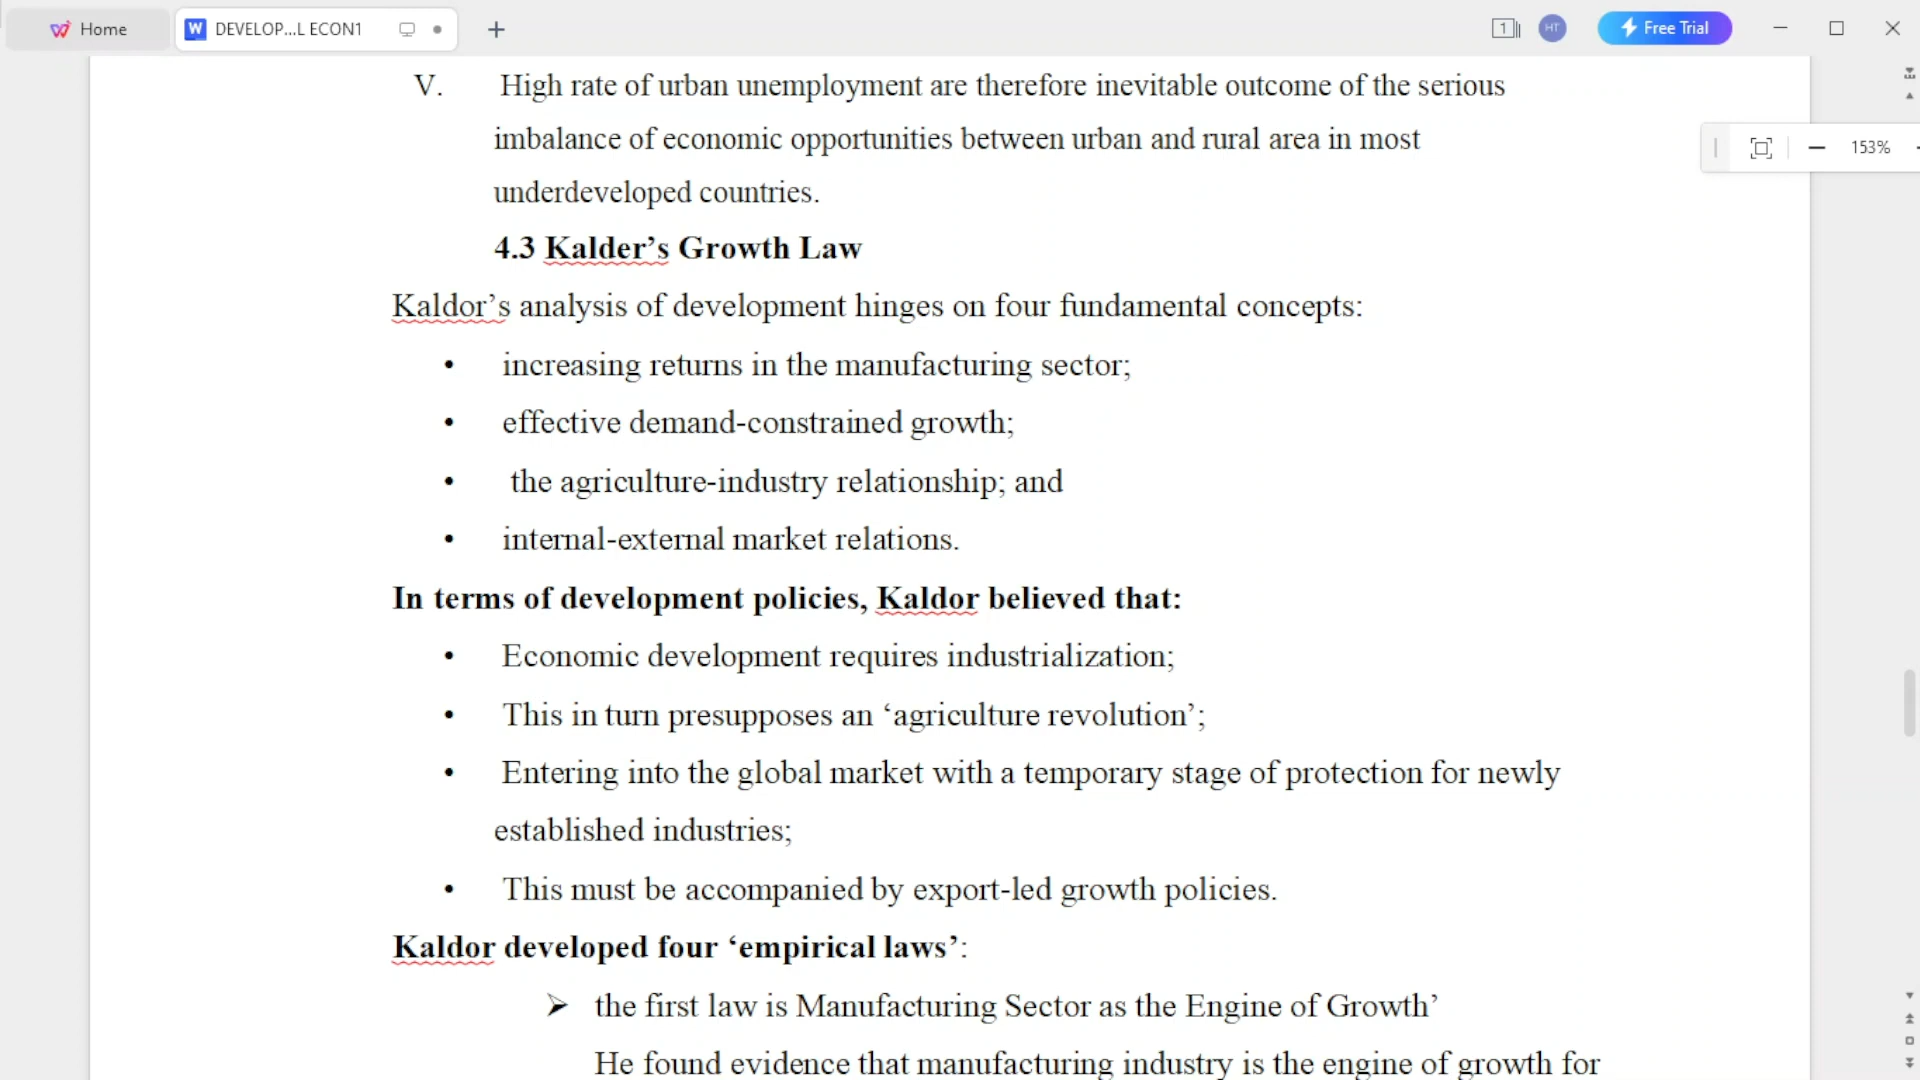 Home
DEVELOP...L ECON1
1
HT
Free Trial
V. High rate of urban unemployment are therefore inevitable outcome of the serious
imbalance of economic opportunities between urban and rural area in most
underdeveloped countries.
153%
4.3 Kalder’s Growth Law
Kaldor’s analysis of development hinges on four fundamental concepts:
• increasing returns in the manufacturing sector;
• effective demand-constrained growth;
• the agriculture-industry relationship; and
• internal-external market relations.
In terms of development policies, Kaldor believed that:
• Economic development requires industrialization;
• This in turn presupposes an ‘agriculture revolution’;
• Entering into the global market with a temporary stage of protection for newly
established industries;
• This must be accompanied by export-led growth policies.
Kaldor developed four ‘empirical laws’:
➢ the first law is Manufacturing Sector as the Engine of Growth’
He found evidence that manufacturing industry is the engine of growth for